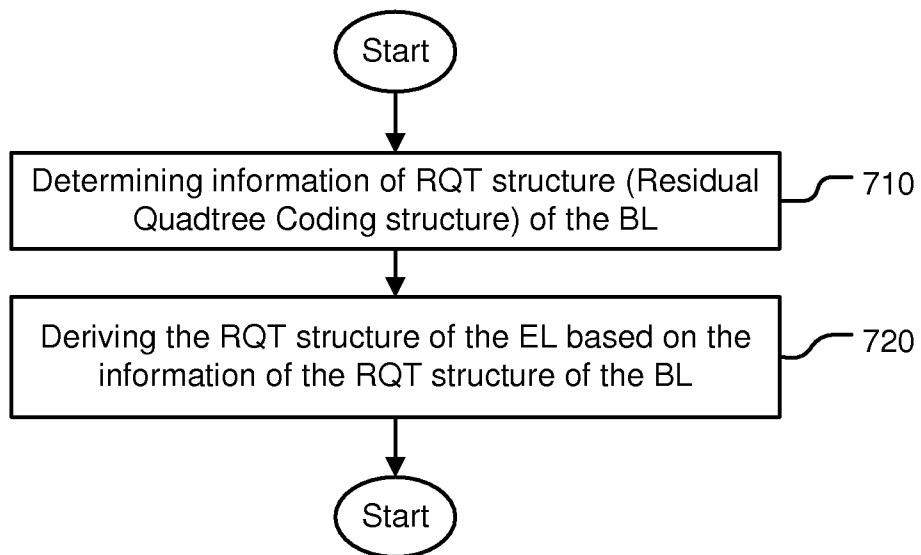 Start
Determining information of RQT structure (Residual
Quadtree Coding structure) of the BL
710
Deriving the RQT structure of the EL based on the
information of the RQT structure of the BL
720
Start